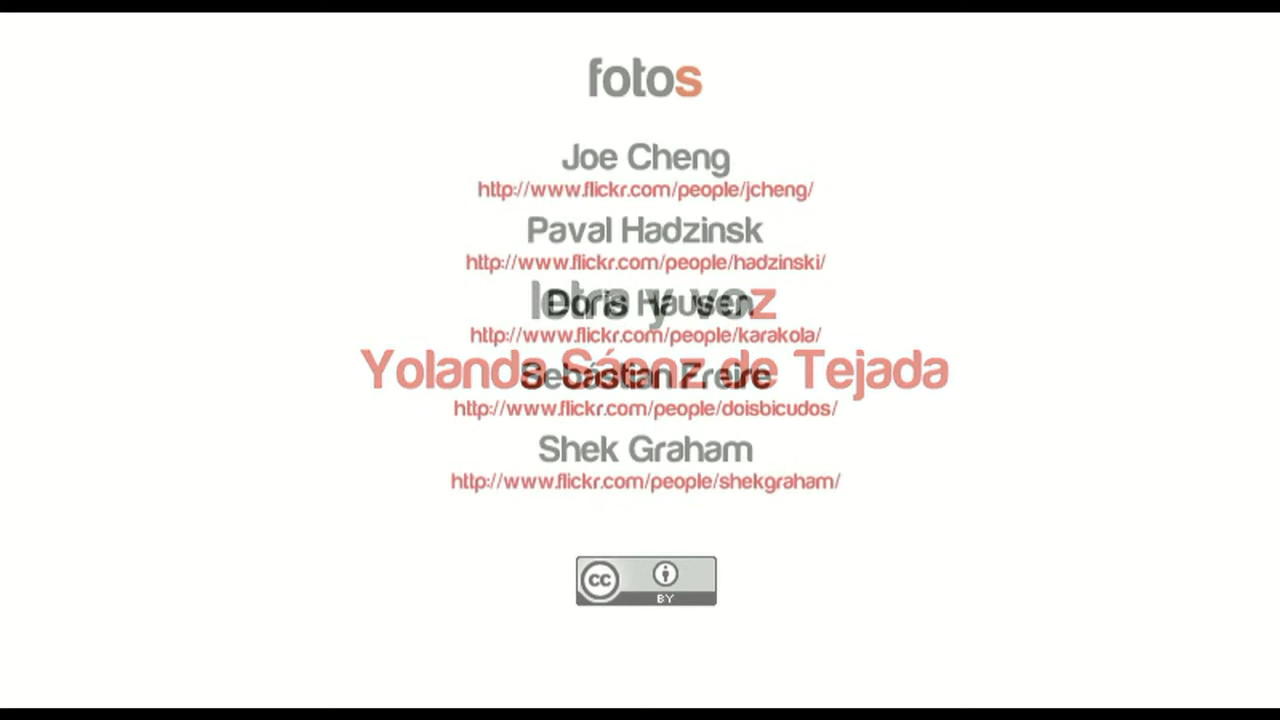 fotos
Joe Cheng
http://www.flickr.com/people/jcheng/
Paval Hadzinsk
http://www.flickr.com/people/hadzinski/
letra y voz
Doris Hausen
http://www.flickr.com/people/karakola/
Yolanda Sáenz de Tejada
Sebastian Freire
http://www.flickr.com/people/doisbicudos/
Shek Graham
http://www.flickr.com/people/shekgraham/
cc
BY